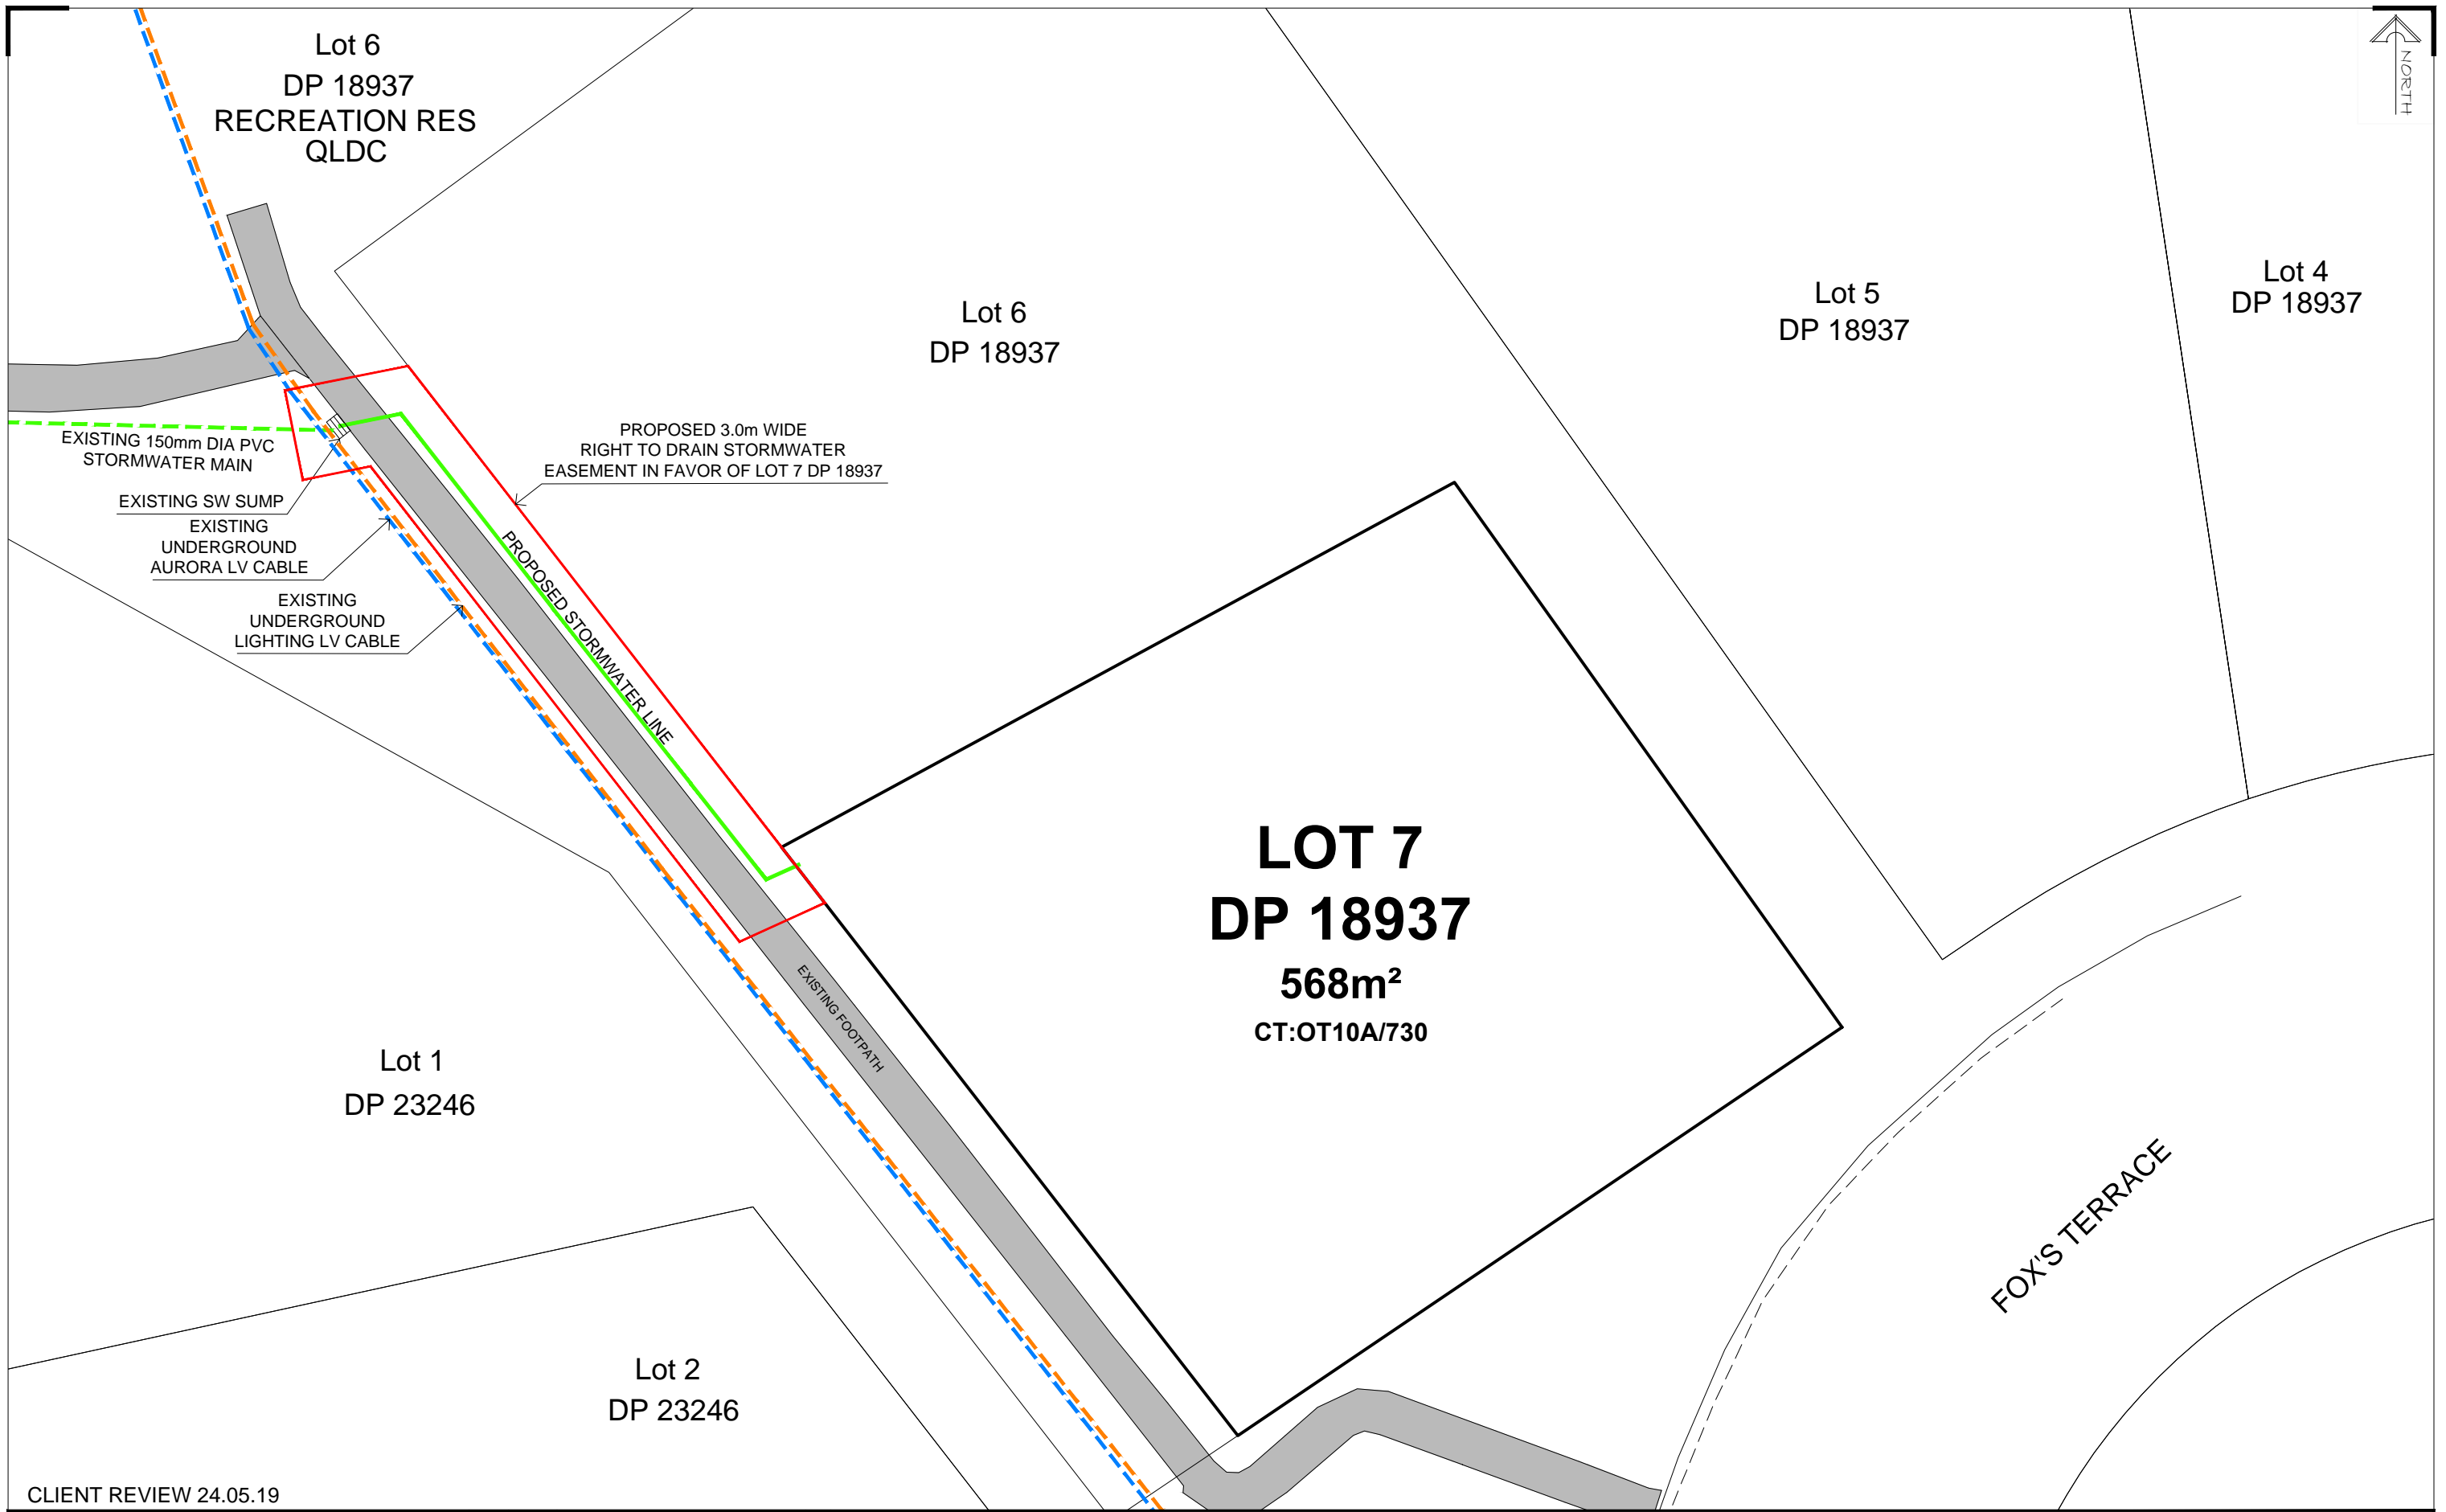 Lot 6
DP 18937
RECREATION RES
QLDC
NORTH
Lot 6
DP 18937
Lot 5
DP 18937
Lot 4
DP 18937
EXISTING 150mm DIA PVC
STORMWATER MAIN
EXISTING SW SUMP
EXISTING
UNDERGROUND
AURORA LV CABLE
EXISTING
UNDERGROUND
LIGHTING LV CABLE
PROPOSED 3.0m WIDE
RIGHT TO DRAIN STORMWATER
EASEMENT IN FAVOR OF LOT 7 DP 18937
PROPOSED STORMWATER LINE
EXISTING FOOTPATH
LOT 7
DP 18937
568m²
CT:OT10A/730
Lot 1
DP 23246
Lot 2
DP 23246
FOX'S TERRACE
CLIENT REVIEW 24.05.19